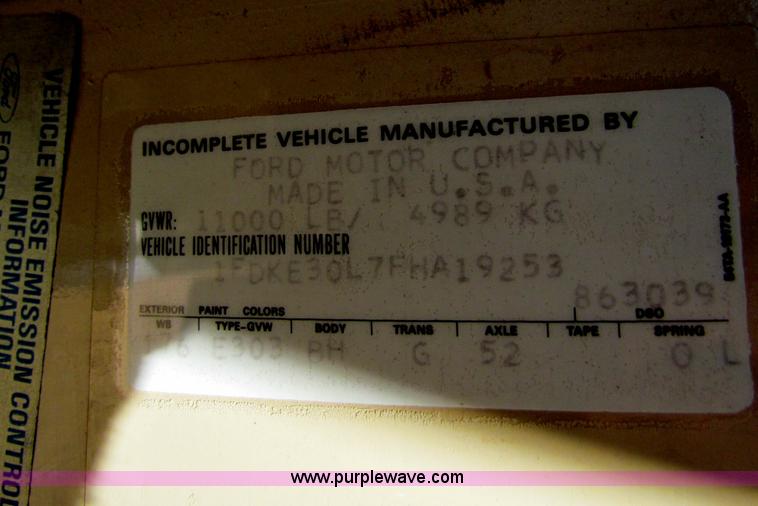 VEHICLE NOISE EMISSION CONTROL
INFORMATION
Ford
INCOMPLETE VEHICLE MANUFACTURED BY
FORD MOTOR COMPANY
MADE IN U.S.A.
GVWR: 11000 LB/ 4989 KG
VEHICLE IDENTIFICATION NUMBER
1FDKE30L7FHA19253
863039
EXTERIOR PAINT COLORS DSO
WB TYPE-GVW BODY TRANS AXLE TAPE SPRING
E303 BH G 52 O L
www.purplewave.com